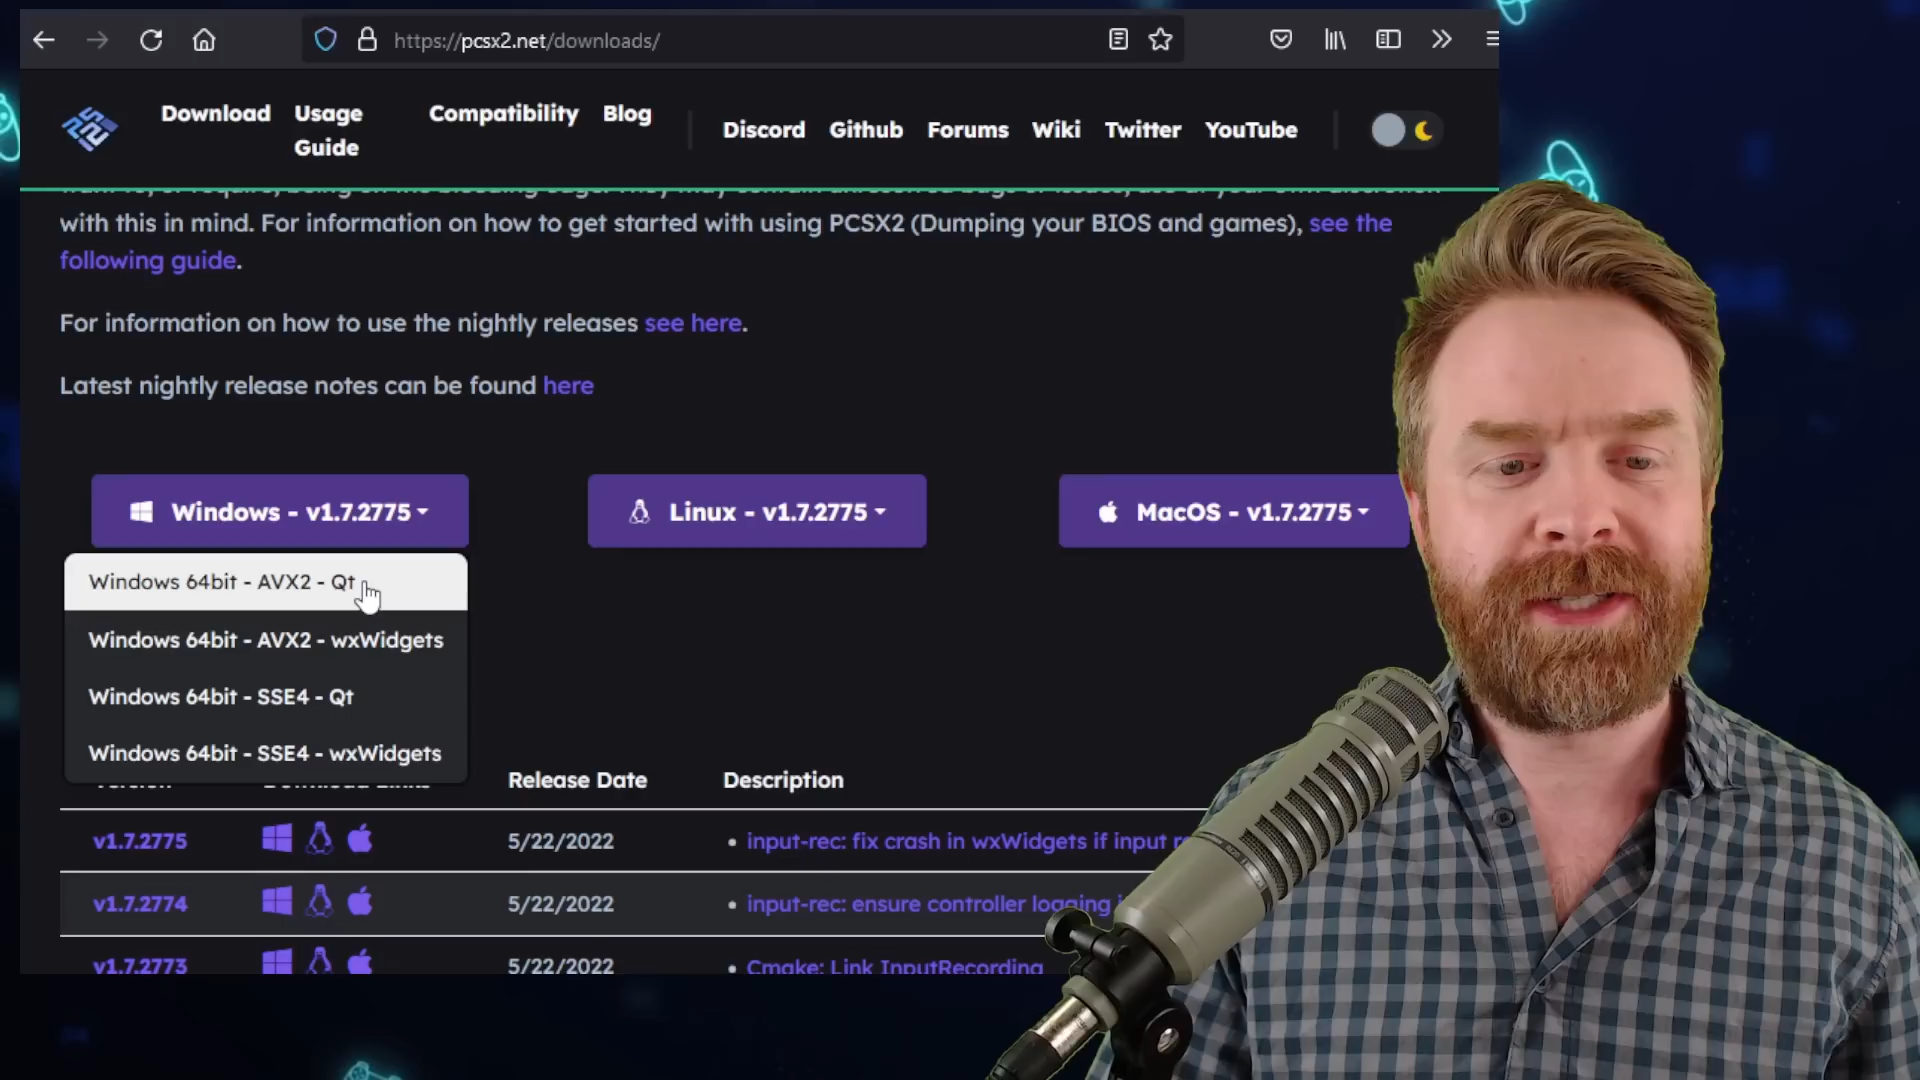 https://pcsx2.net/downloads/
Download
Usage Guide
Compatibility
Blog
Discord
Github
Forums
Wiki
Twitter
YouTube
with this in mind. For information on how to get started with using PCSX2 (Dumping your BIOS and games), see the
following guide.
For information on how to use the nightly releases see here.
Latest nightly release notes can be found here
Windows - v1.7.2775
Linux - v1.7.2775
MacOS - v1.7.2775
Windows 64bit - AVX2 - Qt
Windows 64bit - AVX2 - wxWidgets
Windows 64bit - SSE4 - Qt
Windows 64bit - SSE4 - wxWidgets
Release Date Description
v1.7.2775 5/22/2022 • input-rec: fix crash in wxWidgets if input
v1.7.2774 5/22/2022 • input-rec: ensure controller logging
v1.7.2773 5/22/2022 • Cmake: Link InputRecording